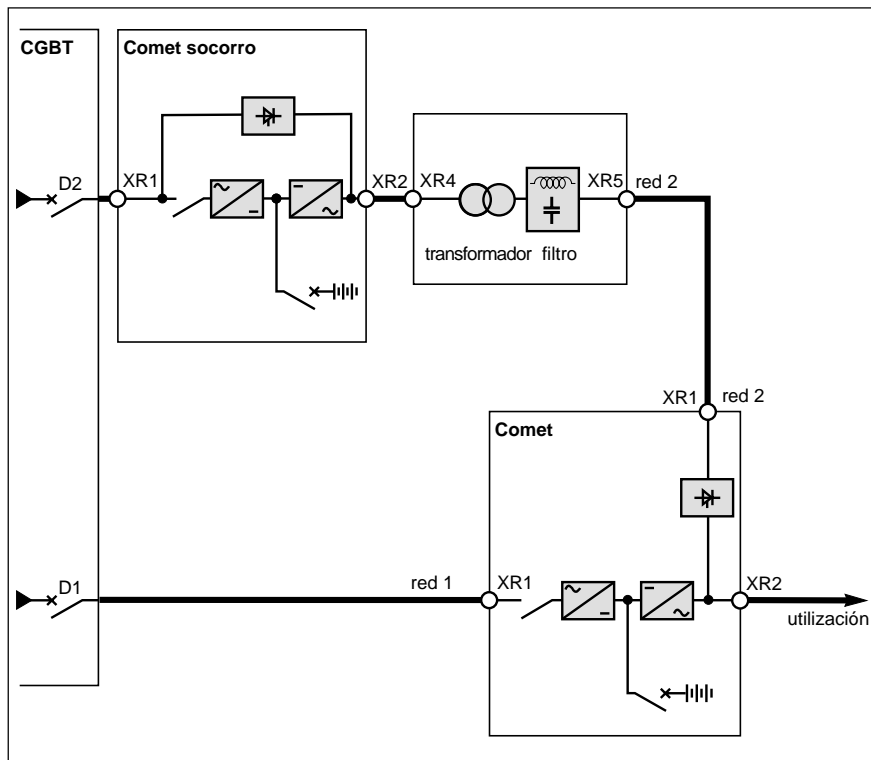 CGBT
Comet socorro
D2
XR1
XR2
XR4
XR5
red 2
transformador filtro
XR1
red 2
Comet
D1
red 1
XR1
XR2
utilización